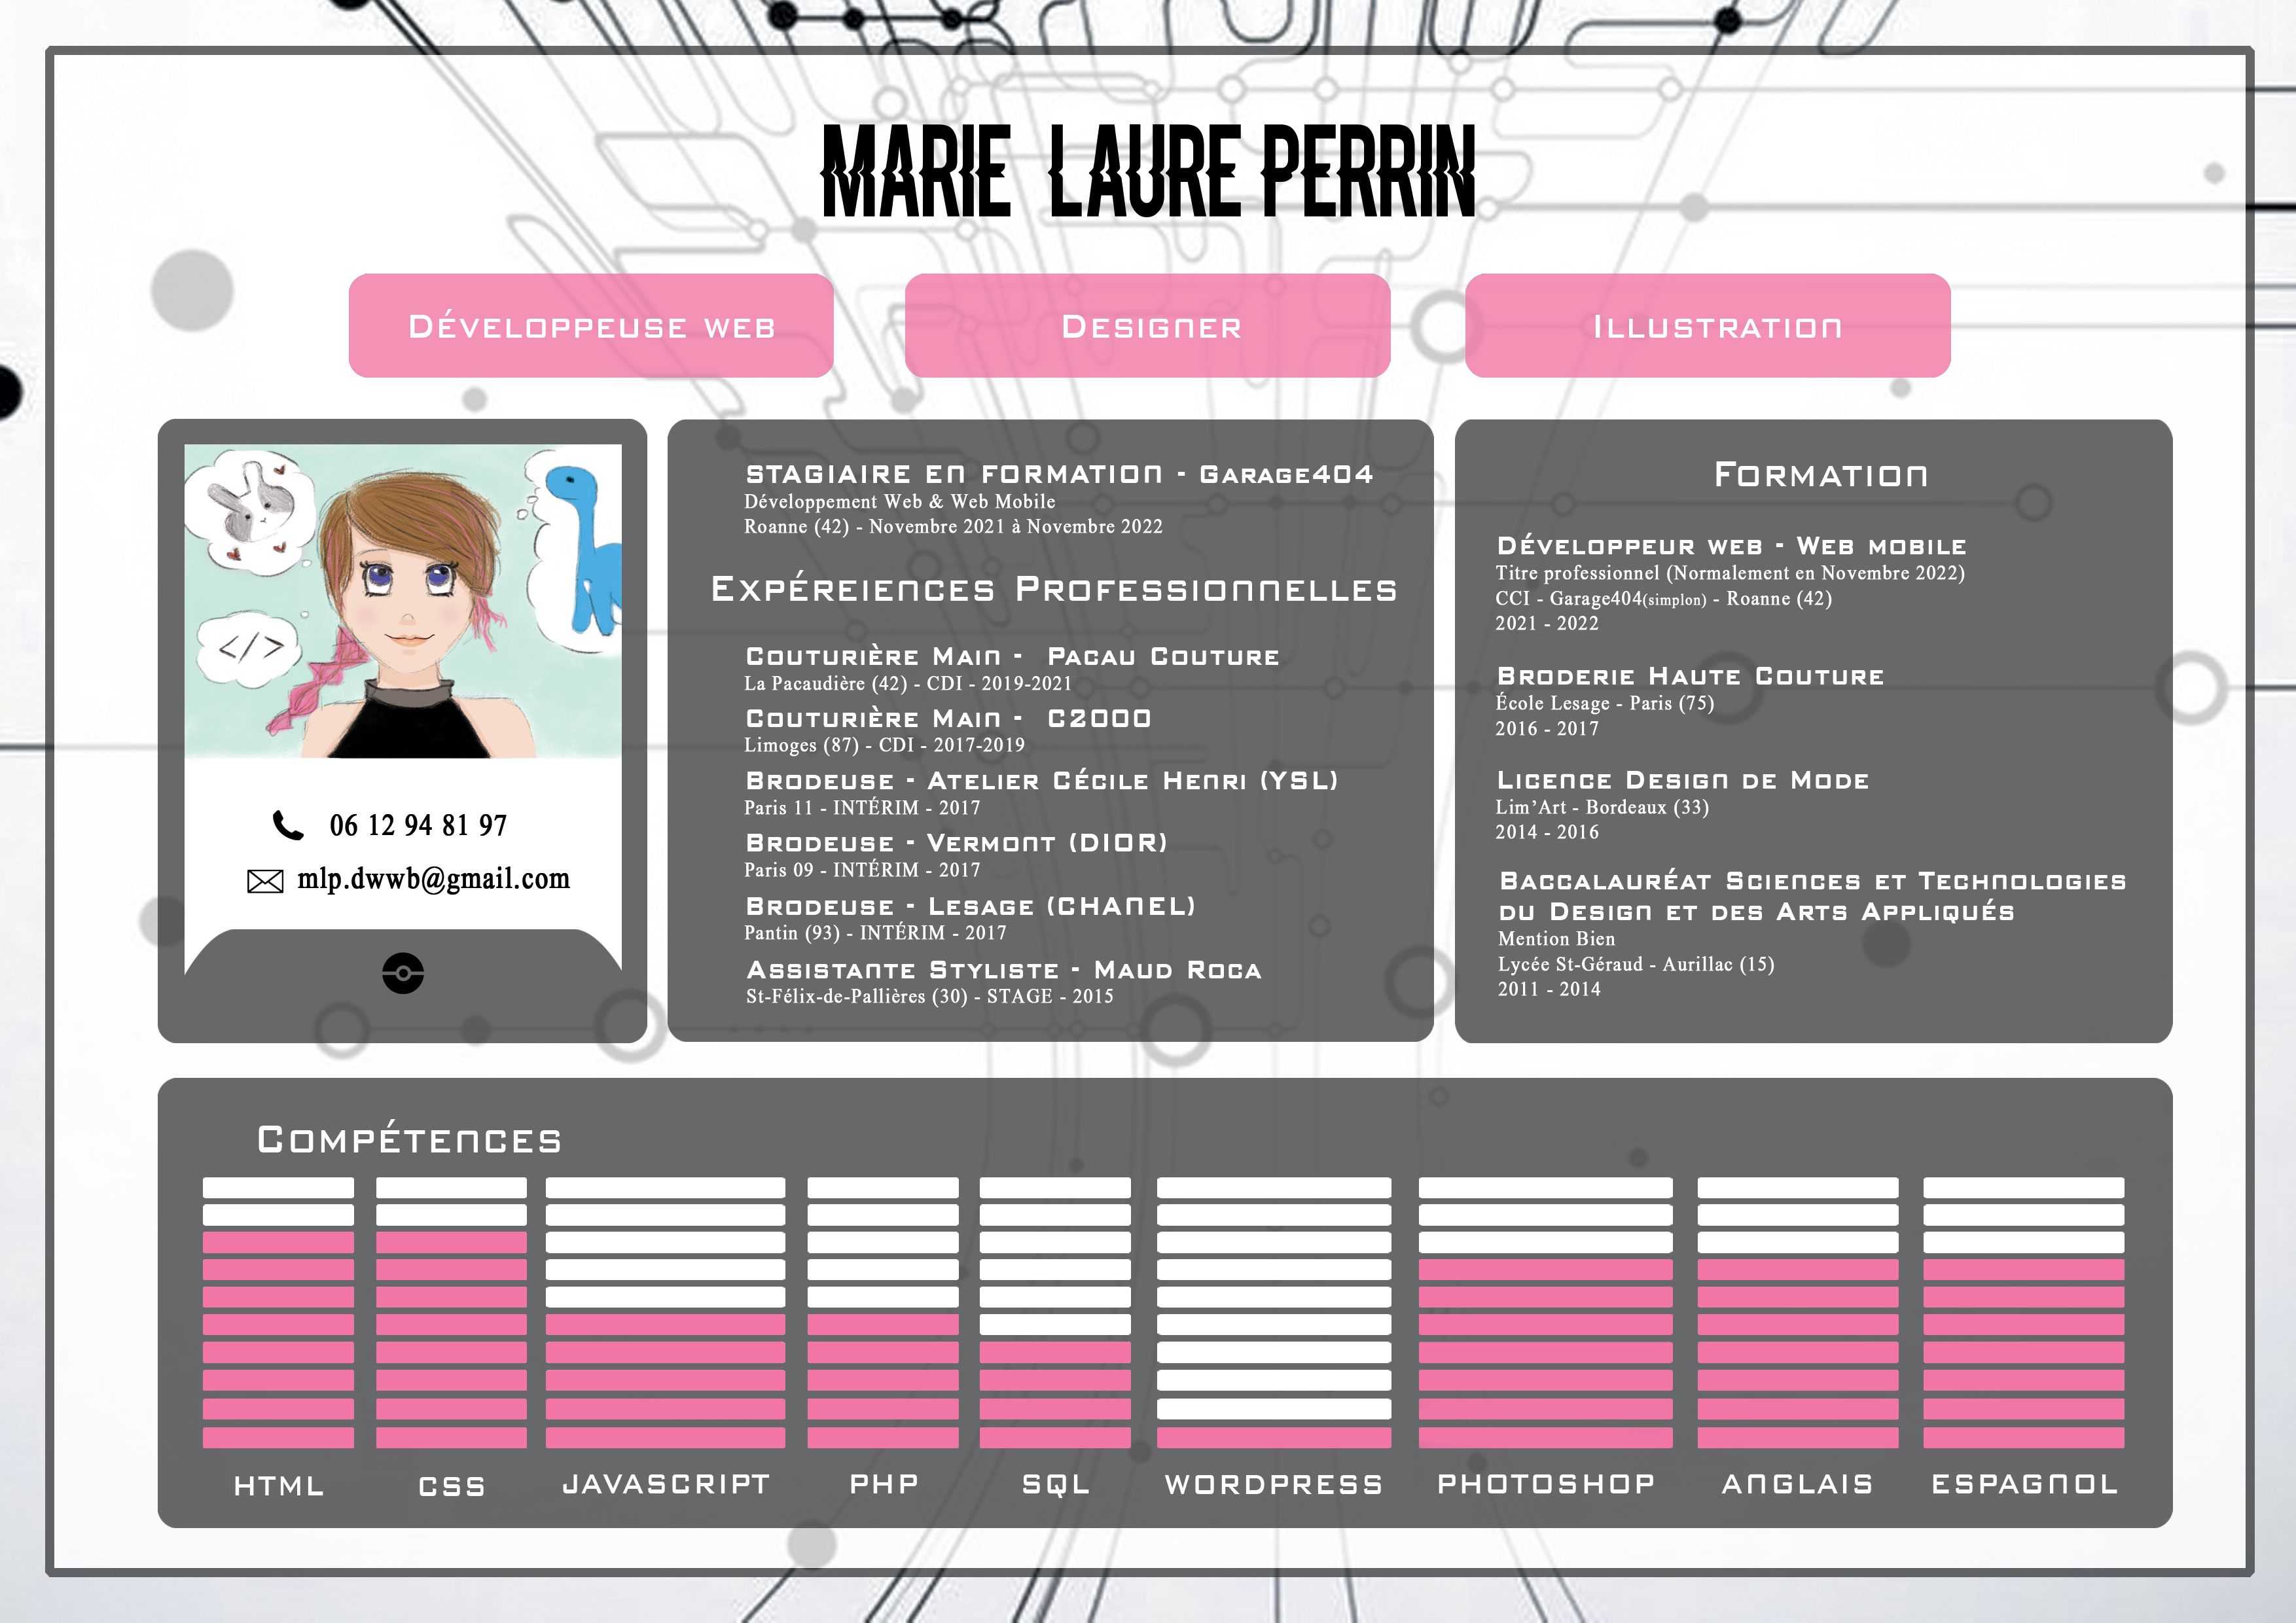 MARIE LAURE PERRIN
Développeuse web
Designer
Illustration
</>
06 12 94 81 97
mlp.dwwb@gmail.com
STAGIAIRE EN FORMATION - Garage404
Développement Web & Web Mobile
Roanne (42) - Novembre 2021 à Novembre 2022
Expéreiences Professionnelles
Couturière Main - Pacau Couture
La Pacaudière (42) - CDI - 2019-2021
Couturière Main - C2000
Limoges (87) - CDI - 2017-2019
Brodeuse - Atelier Cécile Henri (YSL)
Paris 11 - INTÉRIM - 2017
Brodeuse - Vermont (DIOR)
Paris 09 - INTÉRIM - 2017
Brodeuse - Lesage (CHANEL)
Pantin (93) - INTÉRIM - 2017
Assistante Styliste - Maud Roca
St-Félix-de-Pallières (30) - STAGE - 2015
Formation
Développeur web - Web mobile
Titre professionnel (Normalement en Novembre 2022)
CCI - Garage404(simplon) - Roanne (42)
2021 - 2022
Broderie Haute Couture
École Lesage - Paris (75)
2016 - 2017
Licence Design de Mode
Lim'Art - Bordeaux (33)
2014 - 2016
Baccalauréat Sciences et Technologies
du Design et des Arts Appliqués
Mention Bien
Lycée St-Géraud - Aurillac (15)
2011 - 2014
Compétences
HTML
CSS
JAVASCRIPT
PHP
SQL
WORDPRESS
PHOTOSHOP
ANGLAIS
ESPAGNOL